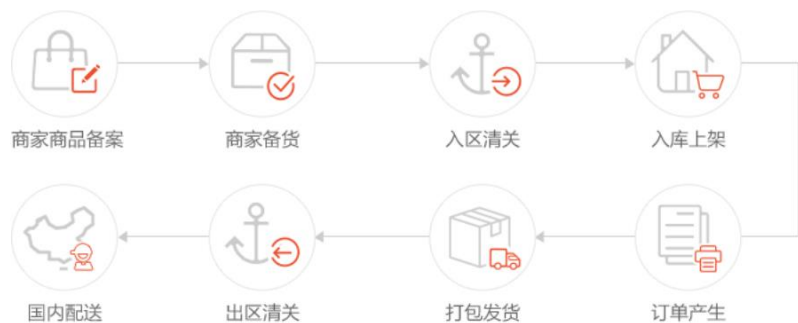 商家商品备案
商家备货
入区清关
入库上架
订单产生
打包发货
出区清关
国内配送